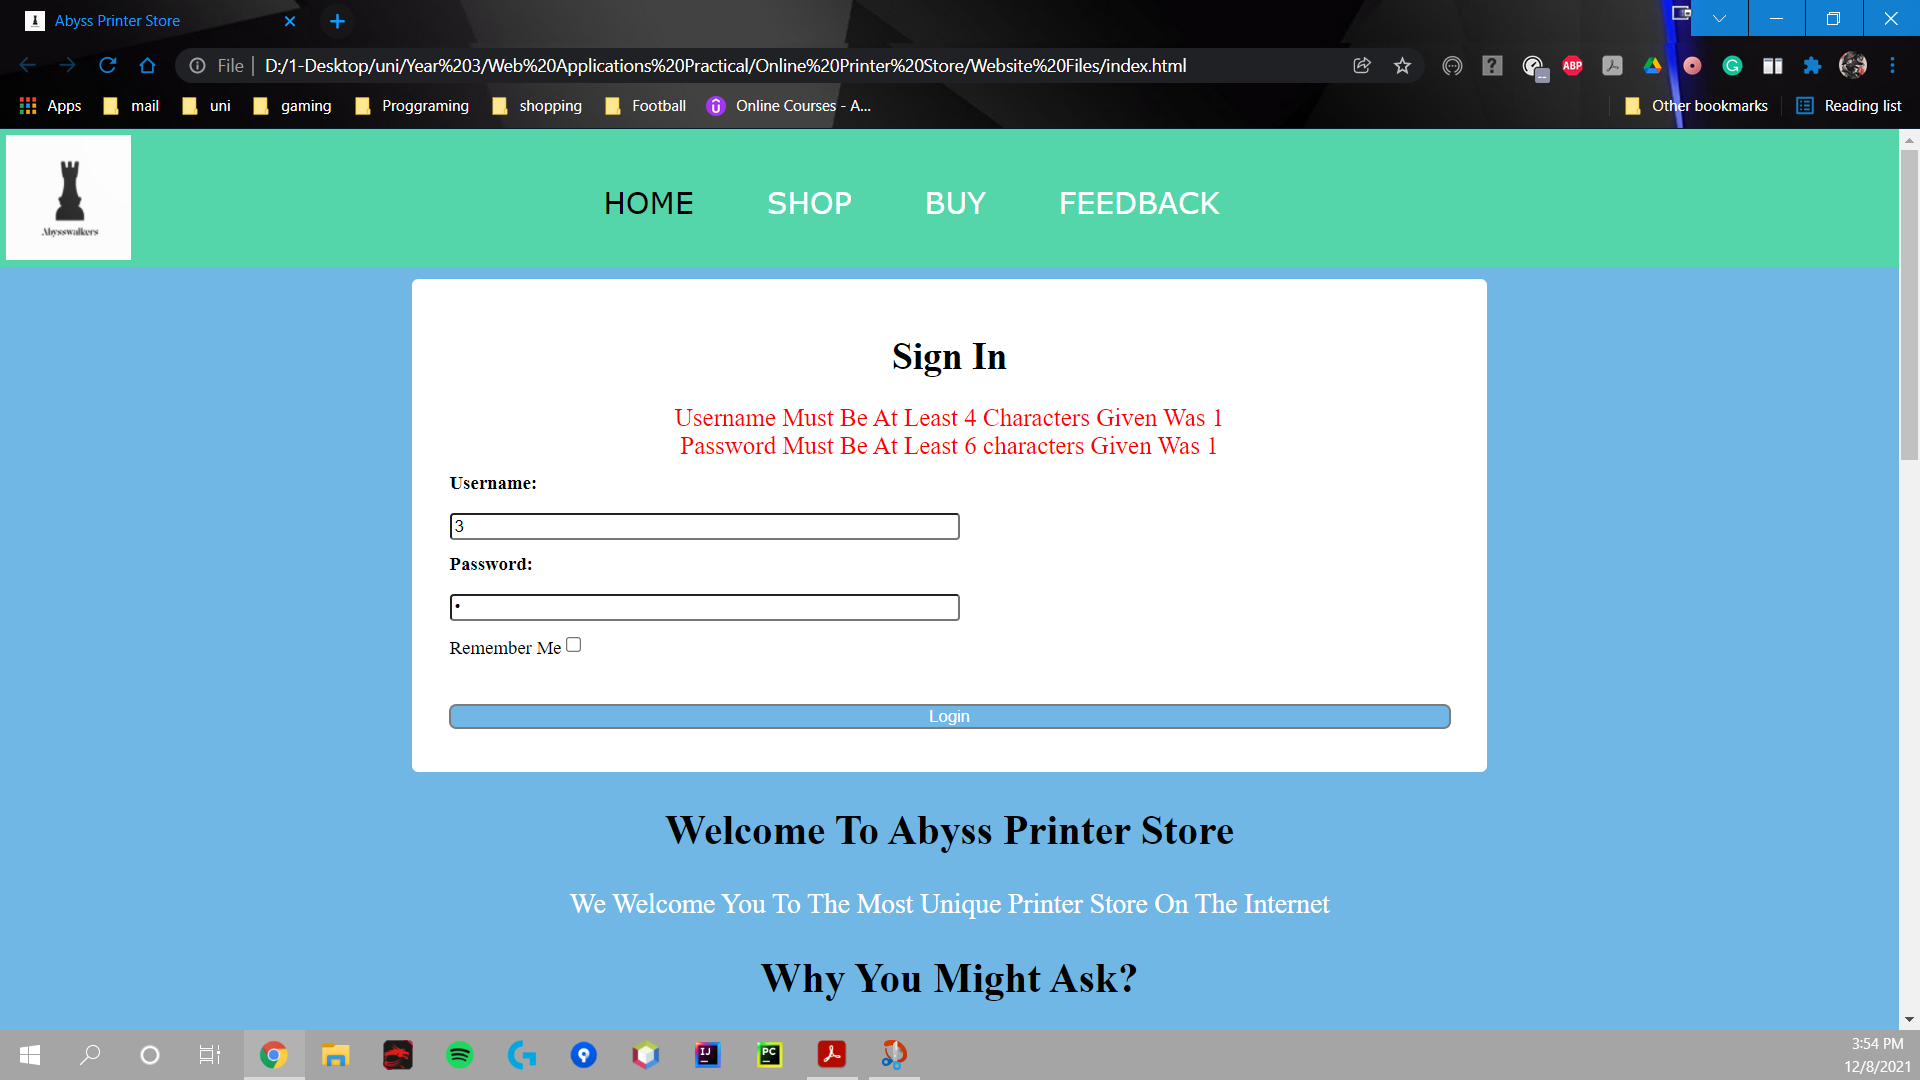 Abyss Printer Store
File D:/1-Desktop/uni/Year%203/Web%20Applications%20Practical/Online%20Printer%20Store/Website%20Files/index.html
ABP
Apps mail uni gaming Proggraming shopping Football Online Courses - A... Other bookmarks Reading list
Abysswalkers
HOME SHOP BUY FEEDBACK
Sign In
Username Must Be At Least 4 Characters Given Was 1
Password Must Be At Least 6 characters Given Was 1
Username:
3
Password:
•
Remember Me
Login
Welcome To Abyss Printer Store
We Welcome You To The Most Unique Printer Store On The Internet
Why You Might Ask?
IJ
PC
3:54 PM
12/8/2021